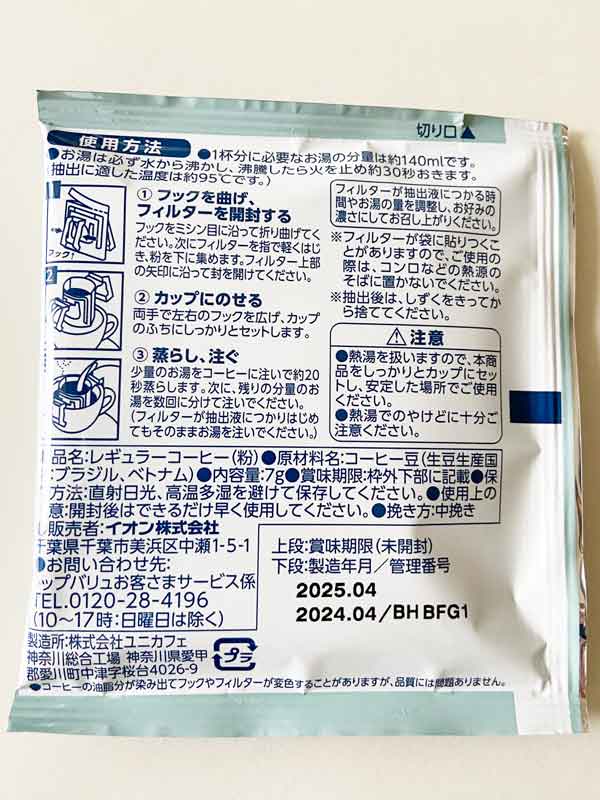 切り口▲
使用方法
●お湯は必ず水から沸かし、沸騰したら火を止め約30秒おきます。
(抽出に適した温度は約95℃です。)
●1杯分に必要なお湯の分量は約140mlです。
フック!
① フックを曲げ、
フィルターを開封する
フックをミシン目に沿って折り曲げてく
ださい。次にフィルターを指で軽くはじ
き、粉を下に集めます。フィルター上部
の矢印に沿って封を開けてください。
2
② カップにのせる
両手で左右のフックを広げ、カップ
のふちにしっかりとセットします。
③ 蒸らし、注ぐ
少量のお湯をコーヒーに注いで約20
秒蒸らします。次に、残りの分量のお
湯を数回に分けて注いでください。
(フィルターが抽出液につかりはじめ
てもそのままお湯を注いでください。)
フィルターが抽出液につかる時
間やお湯の量を調整し、お好みの
濃さにしてお召し上がりください。
※フィルターが袋に貼りつくこ
とがありますので、ご使用の
際は、コンロなどの熱源の
そばに置かないでください。
※抽出後は、しずくをきってか
ら捨ててください。
⚠注意
●熱湯を扱いますので、本商
品をしっかりとカップにセッ
トし、安定した場所でご使用
ください。
●熱湯でのやけどに十分ご
注意ください。
品名:レギュラーコーヒー(粉)●原材料名:コーヒー豆(生豆生産国
:ブラジル、ベトナム)●内容量:7g●賞味期限:枠外下部に記載●保
方法:直射日光、高温多湿を避けて保存してください。●使用上の
意:開封後はできるだけ早く使用してください。●挽き方:中挽き
販売者:イオン株式会社
千葉県千葉市美浜区中瀬1-5-1
●お問い合わせ先:
ップバリュお客さまサービス係
TEL.0120-28-4196
(10~17時:日曜日は除く)
上段:賞味期限(未開封)
下段:製造年月/管理番号
2025.04
2024.04/BH BFG1
製造所:株式会社ユニカフェ
神奈川総合工場 神奈川県愛甲
郡愛川町中津字桜台4026-9
プラ
●コーヒーの油脂分が染み出てフックやフィルターが変色することがありますが、品質には問題ありません。